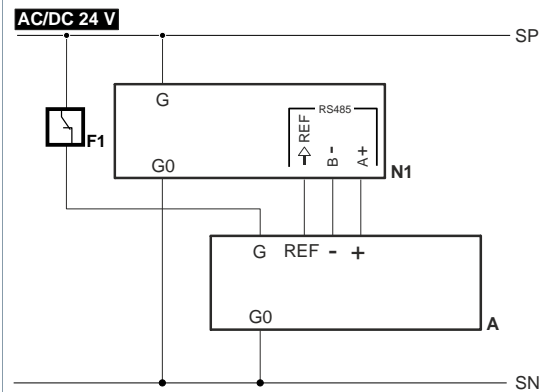 AC/DC 24 V
SP
G
RS485
REF
B-
A+
F1
G0
N1
G REF - +
G0
A
SN